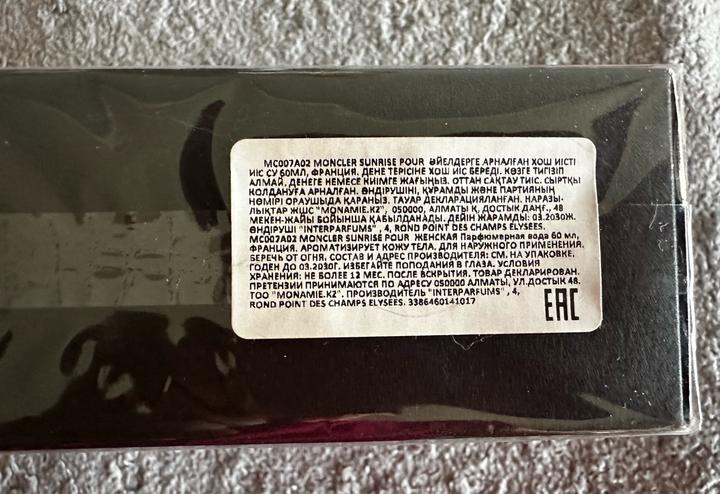 MC007A02 MONCLER SUNRISE POUR ӘЙЕЛДЕРГЕ АРНАЛҒАН ХОШ ИІСТІ
ИІС СУ 60МЛ, ФРАНЦИЯ. ДЕНЕ ТЕРІСІНЕ ХОШ ИІС БЕРЕДІ. КӨЗГЕ ТИГІЗІП
АЛМАЙ, ДЕНЕГЕ НЕМЕСЕ КИІМГЕ ЖАҒЫҢЫЗ. ОТТАН САҚТАУ ТИІС. СЫРТҚЫ
ҚОЛДАНУҒА АРНАЛҒАН. ӨНДІРУШІНІ, ҚҰРАМДЫ ЖӘНЕ ПАРТИЯНЫҢ
НӨМІРІ ОРАУЫШДА ҚАРАҢЫЗ. ТАУАР ДЕКЛАРАЦИЯЛАНҒАН. НАРАЗЫ-
ЛЫҚТАР ЖШС "MONAMIE.KZ", 050000, АЛМАТЫ Қ, ДОСТЫҚ ДАҢҒ., 48
МЕКЕН-ЖАЙЫ БОЙЫНША ҚАБЫЛДАНАДЫ. ДЕЙІН ЖАРАМДЫ: 03.2030Ж.
ӨНДІРУШІ "INTERPARFUMS" , 4, ROND POINT DES CHAMPS ELYSEES.
MC007A02 MONCLER SUNRISE POUR ЖЕНСКАЯ Парфюмерная вода 60 мл,
ФРАНЦИЯ. АРОМАТИЗИРУЕТ КОЖУ ТЕЛА. ДЛЯ НАРУЖНОГО ПРИМЕНЕНИЯ.
БЕРЕЧЬ ОТ ОГНЯ. СОСТАВ И АДРЕС ПРОИЗВОДИТЕЛЯ: СМ. НА УПАКОВКЕ.
ГОДЕН ДО 03.2030Г. ИЗБЕГАЙТЕ ПОПОДАНИЯ В ГЛАЗА. УСЛОВИЯ
ХРАНЕНИЯ: НЕ БОЛЕЕ 12 МЕС. ПОСЛЕ ВСКРЫТИЯ. ТОВАР ДЕКЛАРИРОВАН.
ПРЕТЕНЗИИ ПРИНИМАЮТСЯ ПО АДРЕСУ 050000 АЛМАТЫ, УЛ.ДОСТЫК 48.
ТОО "MONAMIE.KZ". ПРОИЗВОДИТЕЛЬ "INTERPARFUMS" , 4,
ROND POINT DES CHAMPS ELYSEES. 3386460141017
EAC